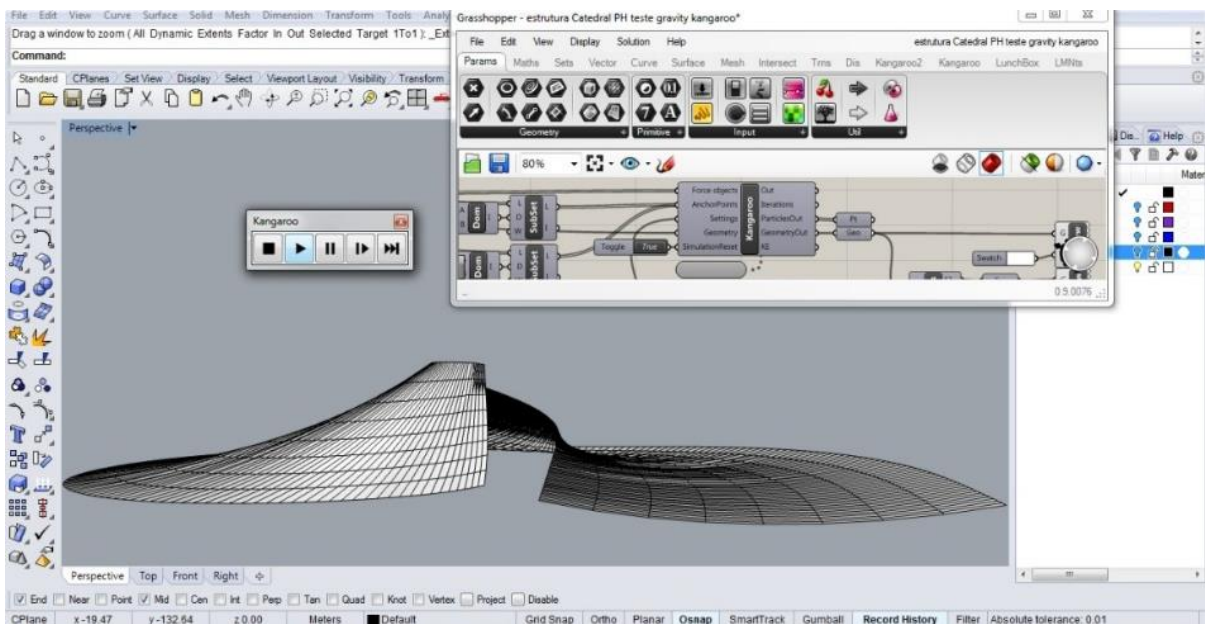 File Edit View Curve Surface Solid Mesh Dimension Transform Tools Analy
Drag a window to zoom ( All Dynamic Extents Factor In Out Selected Target 1To1 ): _Ext
Command:
Standard CPlanes Set View Display Select Viewport Layout Visibility Transform
Perspective
Grasshopper - estrutura Catedral PH teste gravity kangaroo*
File Edit View Display Solution Help estrutura Catedral PH teste gravity kangaroo
Params Maths Sets Vector Curve Surface Mesh Intersect Trns Dis Kangaroo2 Kangaroo LunchBox LMNts
Geometry Primitive Input Util
80%
Force objects Out
AnchorPoints Iterations
Settings ParticlesOut Pt
Geometry GeometryOut Geo
Toggle True SimulationReset
Kangaroo
Dom SubSet
Dom SubSet
Swatch
0.9.0076
Dis... Help
Mater
Kangaroo
Perspective Top Front Right
End Near Point Mid Cen Int Perp Tan Quad Knot Vertex Project Disable
CPlane x -19.47 y -132.64 z 0.00 Meters Default Grid Snap Ortho Planar Osnap SmartTrack Gumball Record History Filter Absolute tolerance: 0.01